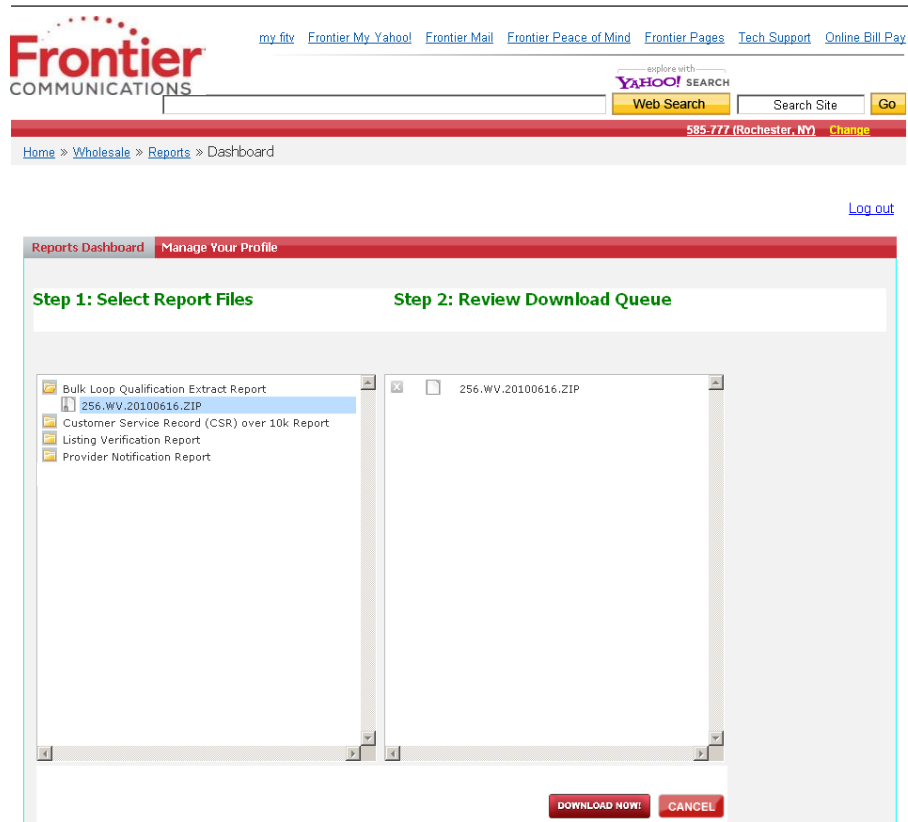 Frontier
COMMUNICATIONS
my fitv Frontier My Yahoo! Frontier Mail Frontier Peace of Mind Frontier Pages Tech Support Online Bill Pay
explore with
YAHOO! SEARCH
Web Search Search Site Go
585-777 (Rochester, NY) Change
Home » Wholesale » Reports » Dashboard
Log out
Reports Dashboard Manage Your Profile
Step 1: Select Report Files Step 2: Review Download Queue
Bulk Loop Qualification Extract Report
256.WV.20100616.ZIP
Customer Service Record (CSR) over 10k Report
Listing Verification Report
Provider Notification Report
256.WV.20100616.ZIP
DOWNLOAD NOW! CANCEL